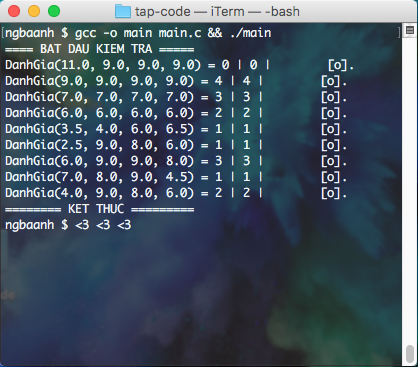 tap-code — iTerm — -bash
ngbaanh $ gcc -o main main.c && ./main
==== BAT DAU KIEM TRA =====
DanhGia(11.0, 9.0, 9.0, 9.0) = 0 | 0 | [o].
DanhGia(9.0, 9.0, 9.0, 9.0) = 4 | 4 | [o].
DanhGia(7.0, 7.0, 7.0, 7.0) = 3 | 3 | [o].
DanhGia(6.0, 6.0, 6.0, 6.0) = 2 | 2 | [o].
DanhGia(3.5, 4.0, 6.0, 6.5) = 1 | 1 | [o].
DanhGia(2.5, 9.0, 8.0, 6.0) = 1 | 1 | [o].
DanhGia(6.0, 9.0, 9.0, 8.0) = 3 | 3 | [o].
DanhGia(7.0, 8.0, 9.0, 4.5) = 1 | 1 | [o].
DanhGia(4.0, 9.0, 8.0, 6.0) = 2 | 2 | [o].
======== KET THUC =========
ngbaanh $ <3 <3 <3